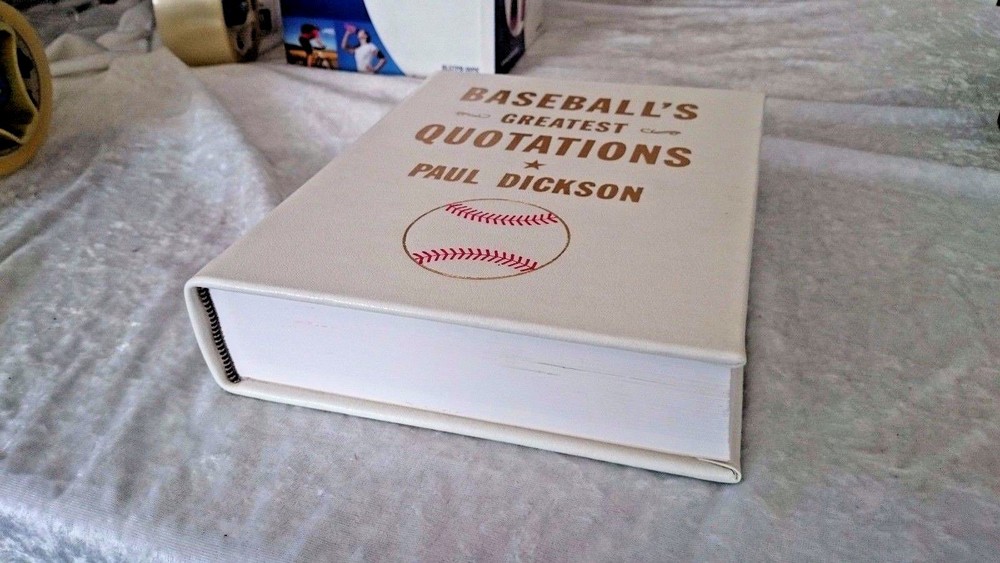 BASEBALL'S
GREATEST
QUOTATIONS
PAUL DICKSON